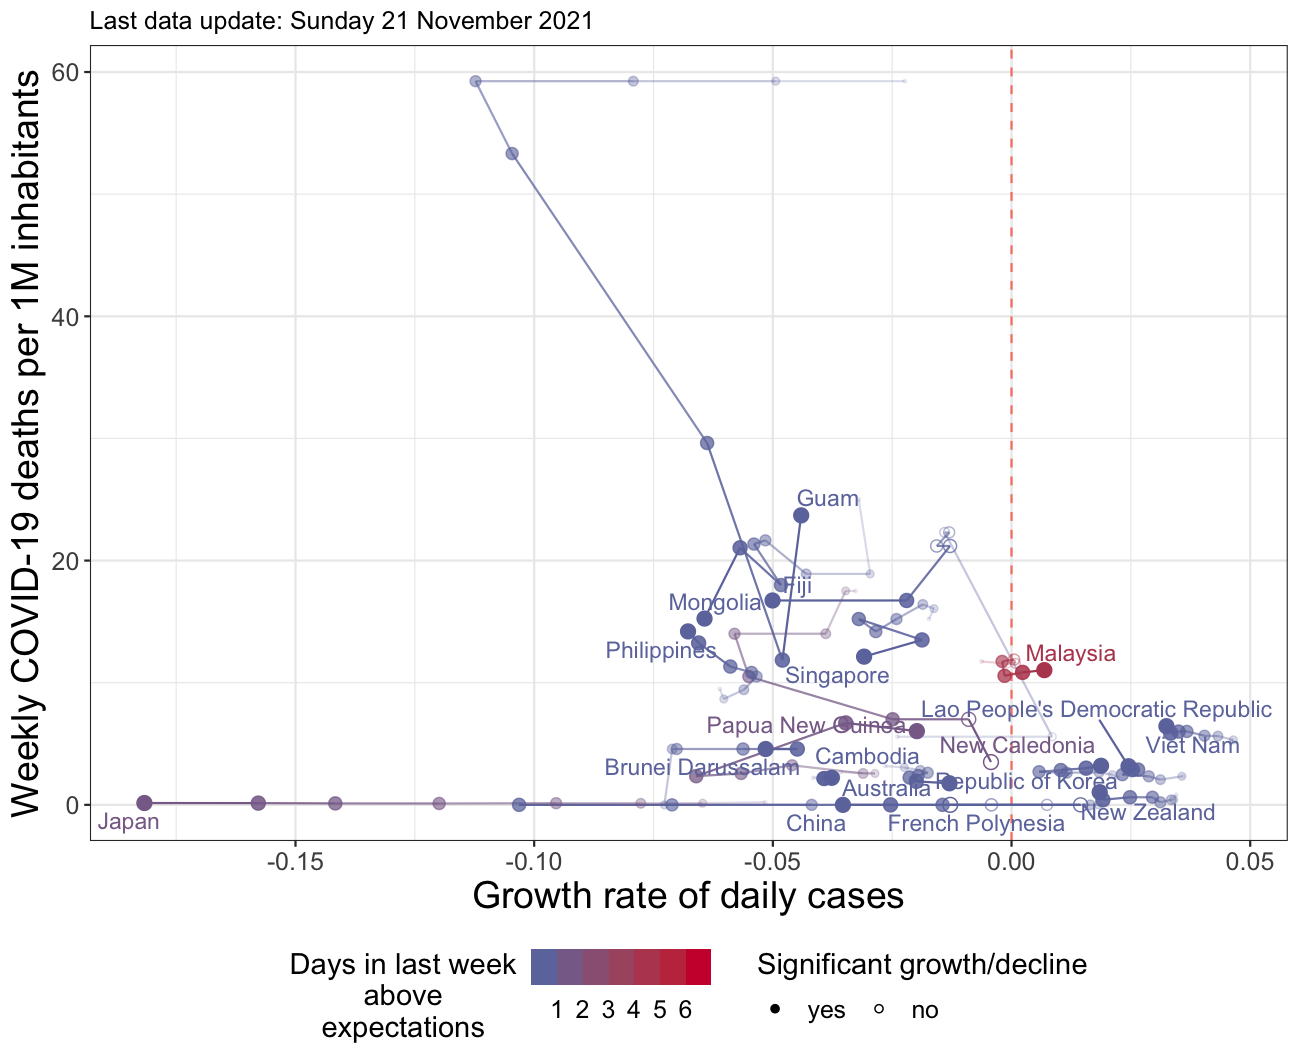 Last data update: Sunday 21 November 2021
Weekly COVID-19 deaths per 1M inhabitants
60
40
20
0
Guam
Fiji
Mongolia
Philippines
Malaysia
Singapore
Lao People's Democratic Republic
Papua New Guinea
New Caledonia
Viet Nam
Cambodia
Brunei Darussalam
Republic of Korea
Australia
New Zealand
Japan
China
French Polynesia
-0.15
-0.10
-0.05
0.00
0.05
Growth rate of daily cases
Days in last week
above
expectations
1 2 3 4 5 6
Significant growth/decline
yes
no